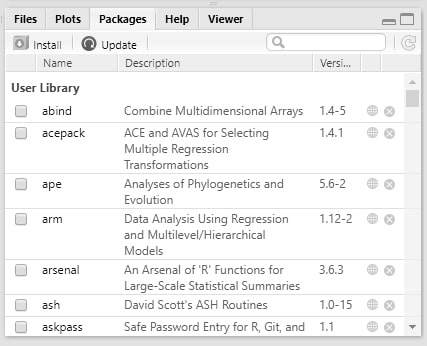 Files Plots Packages Help Viewer
Install Update
Name Description Versi...
User Library
abind Combine Multidimensional Arrays 1.4-5
acepack ACE and AVAS for Selecting 1.4.1
Multiple Regression
Transformations
ape Analyses of Phylogenetics and 5.6-2
Evolution
arm Data Analysis Using Regression 1.12-2
and Multilevel/Hierarchical
Models
arsenal An Arsenal of 'R' Functions for 3.6.3
Large-Scale Statistical Summaries
ash David Scott's ASH Routines 1.0-15
askpass Safe Password Entry for R, Git, and 1.1